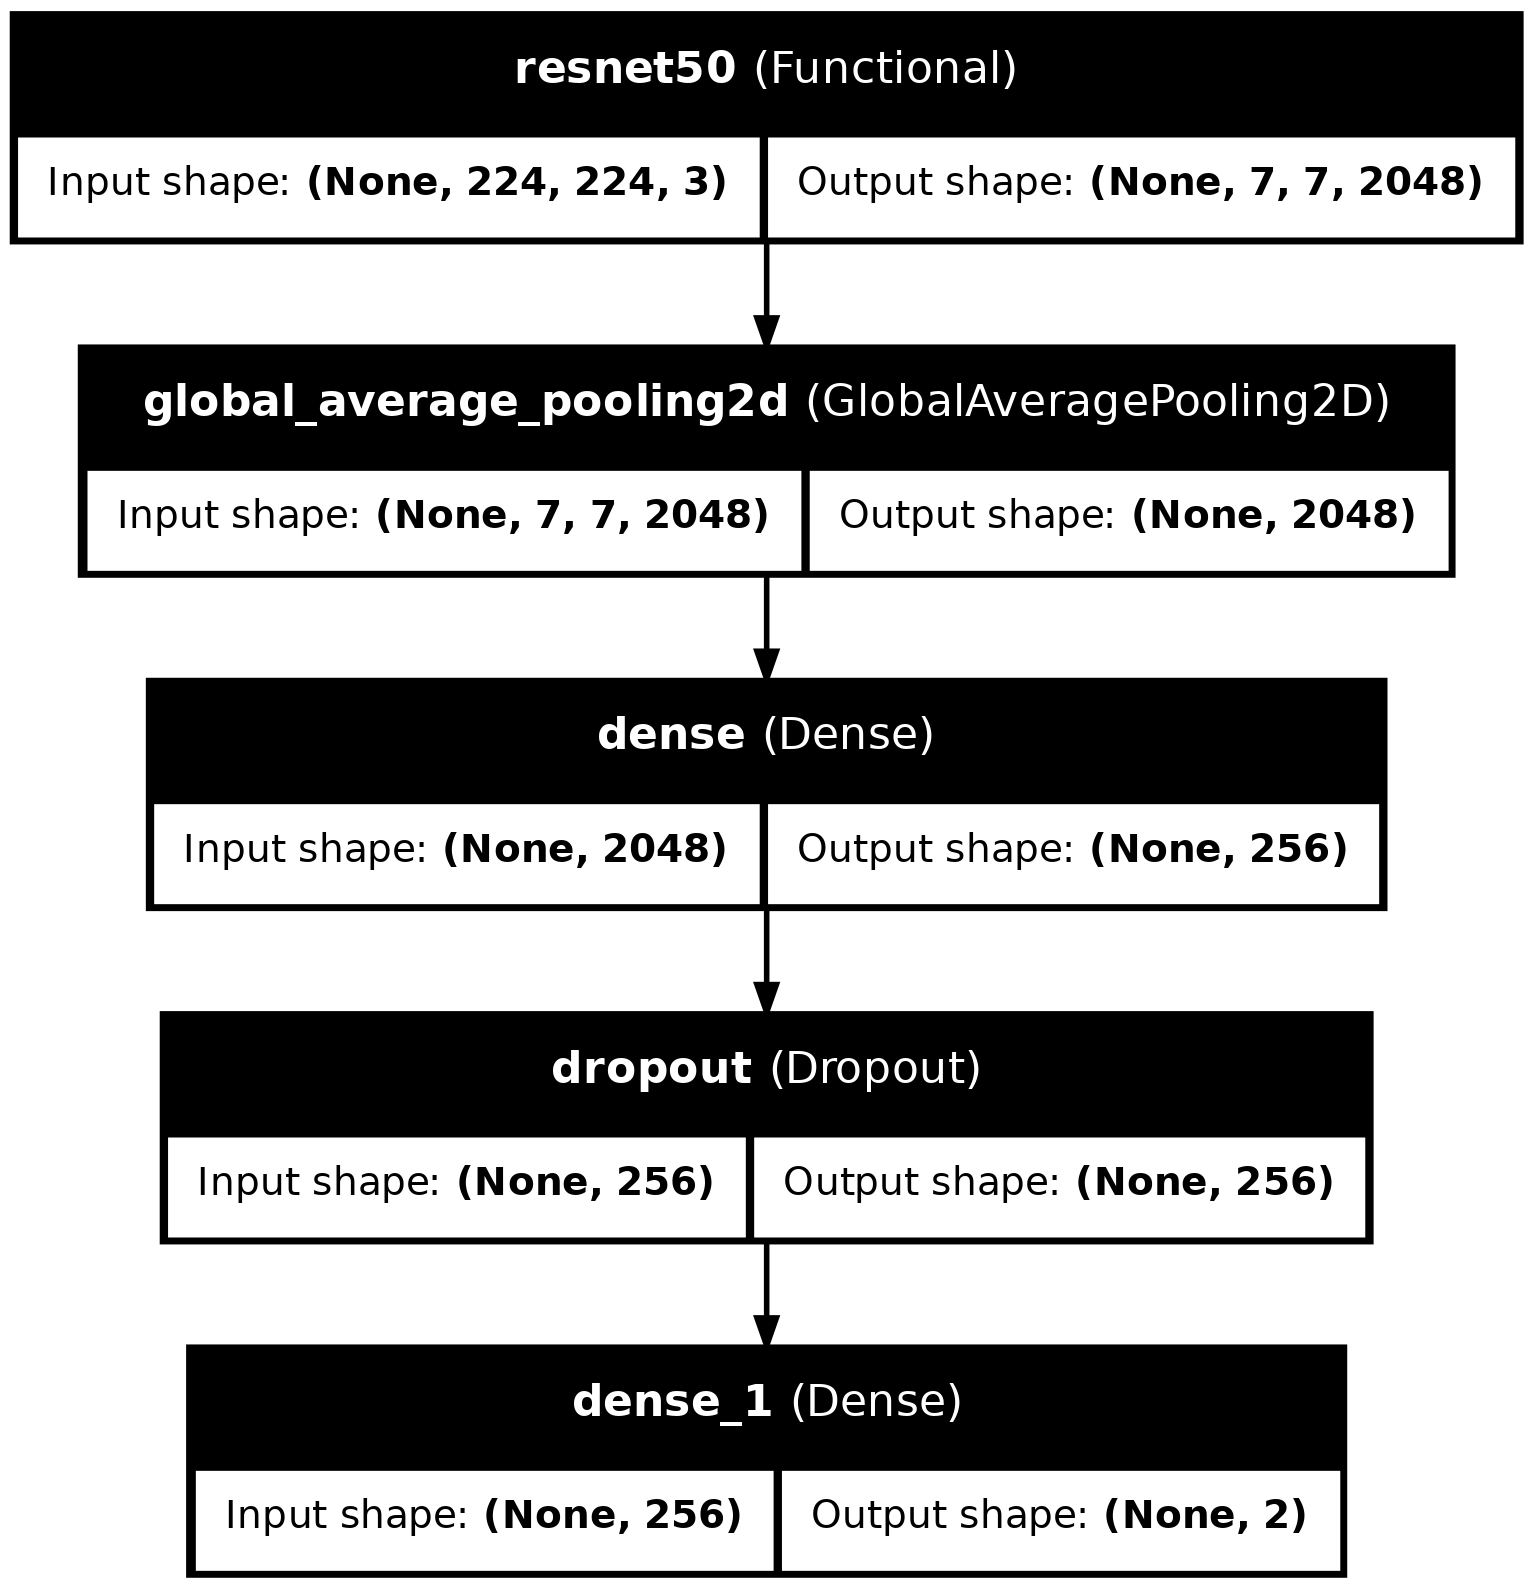 resnet50 (Functional)
Input shape: (None, 224, 224, 3) Output shape: (None, 7, 7, 2048)
global_average_pooling2d (GlobalAveragePooling2D)
Input shape: (None, 7, 7, 2048) Output shape: (None, 2048)
dense (Dense)
Input shape: (None, 2048) Output shape: (None, 256)
dropout (Dropout)
Input shape: (None, 256) Output shape: (None, 256)
dense_1 (Dense)
Input shape: (None, 256) Output shape: (None, 2)